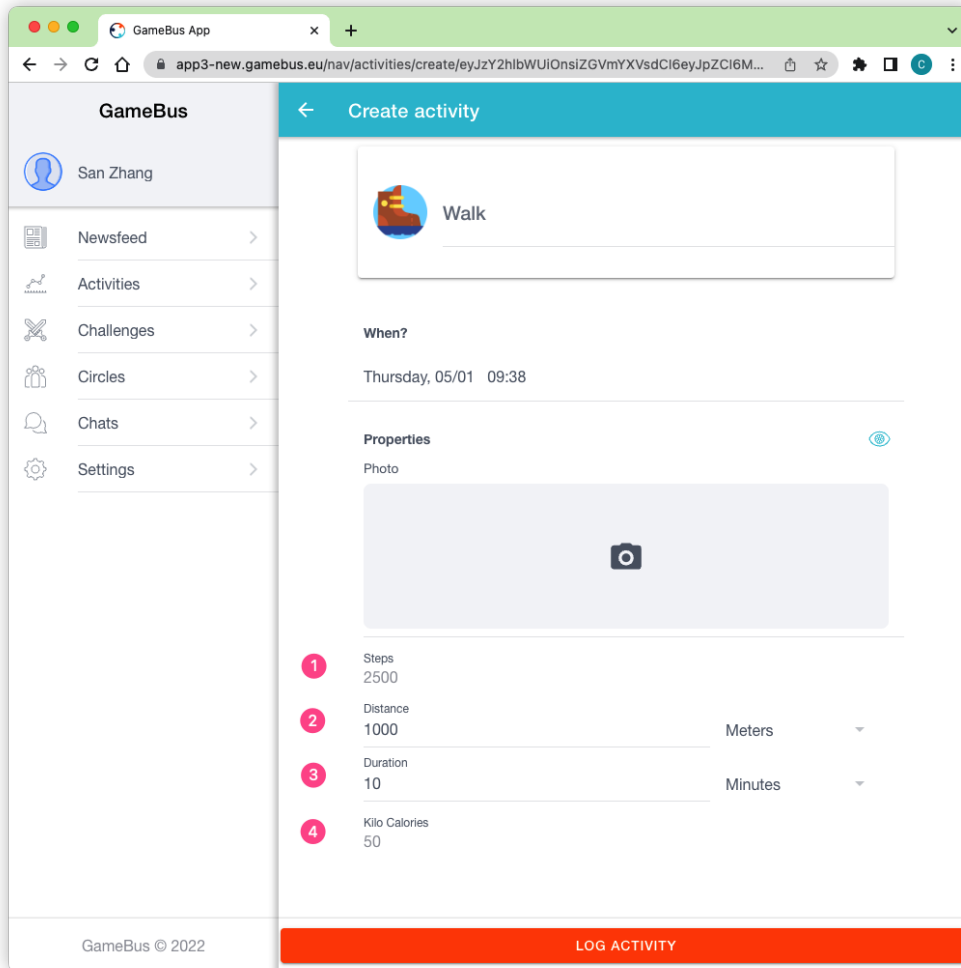 GameBus App
app3-new.gamebus.eu/nav/activities/create/eyJzY2hlbWUiOnsiZGVmYXVsdCI6eyJpZCI6M...
C
GameBus
San Zhang
Newsfeed
Activities
Challenges
Circles
Chats
Settings
GameBus © 2022
Create activity
Walk
When?
Thursday, 05/01 09:38
Properties
Photo
1 Steps
2500
2 Distance
1000 Meters
3 Duration
10 Minutes
4 Kilo Calories
50
LOG ACTIVITY